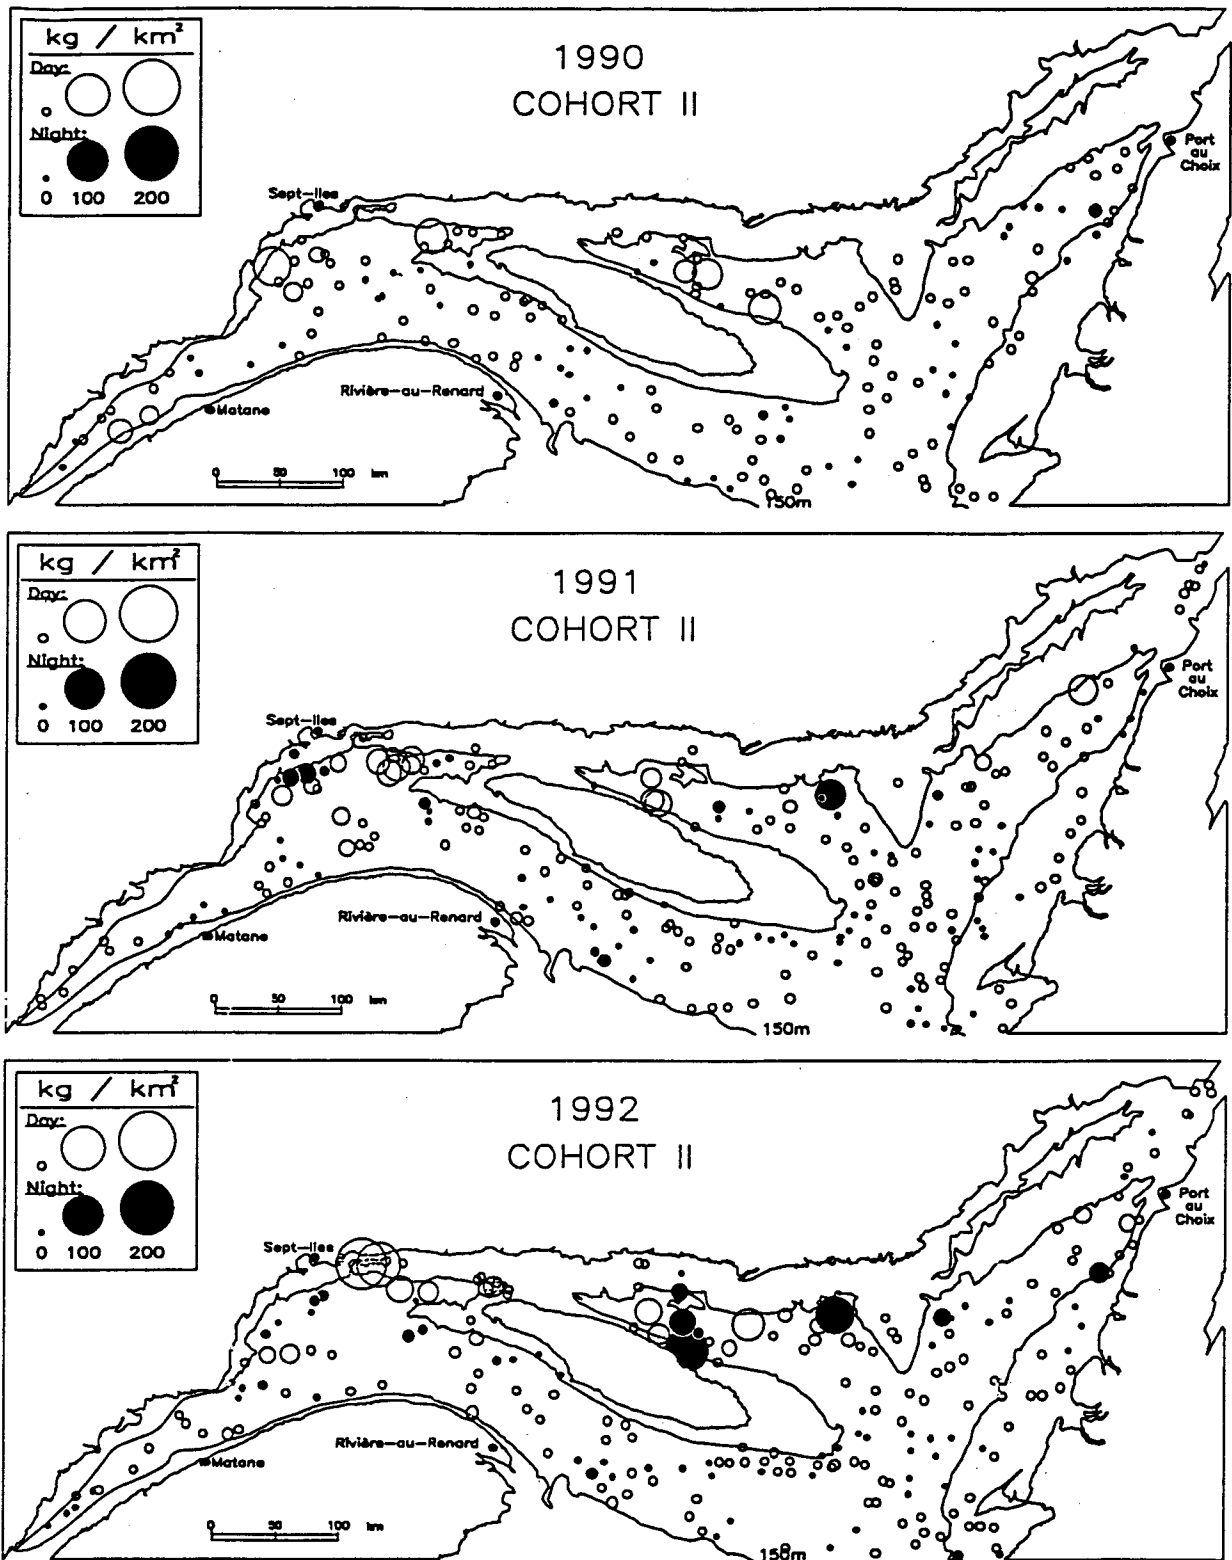 kg / km²
Day:
Night:
0 100 200
1990
COHORT II
Sept-Iles
Port
au
Choix
Matane
Rivière-au-Renard
0 50 100 km
150m
kg / km²
Day:
Night:
0 100 200
1991
COHORT II
Sept-Iles
Port
au
Choix
Matane
Rivière-au-Renard
0 50 100 km
150m
kg / km²
Day:
Night:
0 100 200
1992
COHORT II
Sept-Iles
Port
au
Choix
Rivière-au-Renard
Matane
0 50 100 km
150m